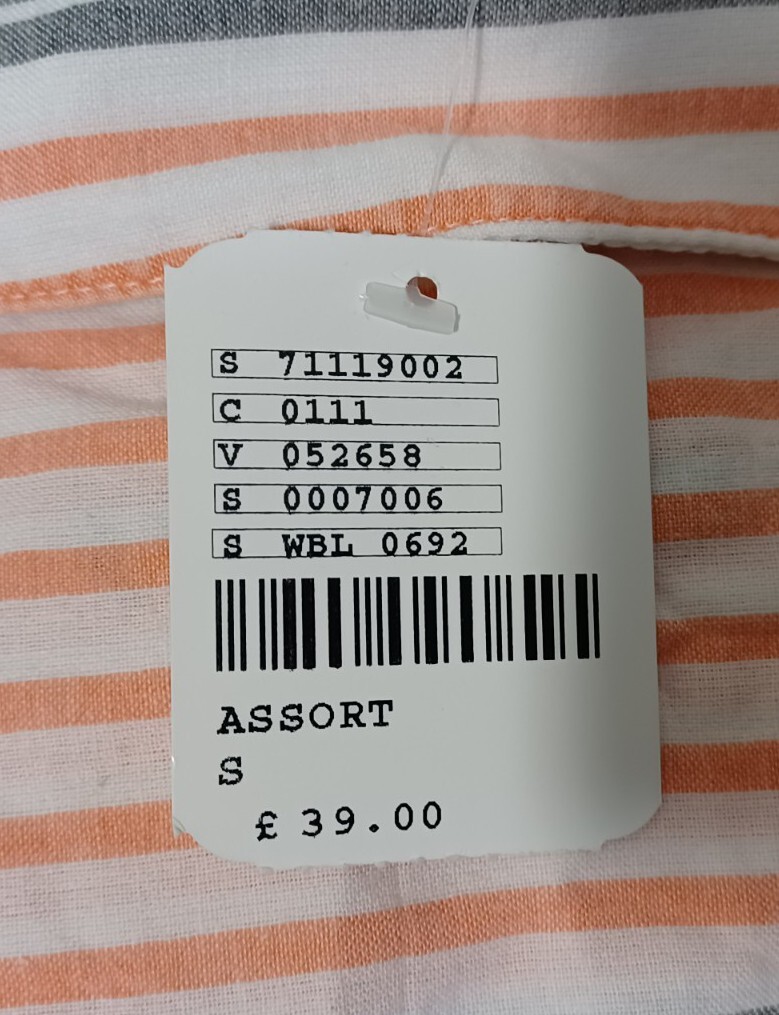 S 71119002
C 0111
V 052658
S 0007006
S WBL 0692
ASSORT
S
£ 39.00